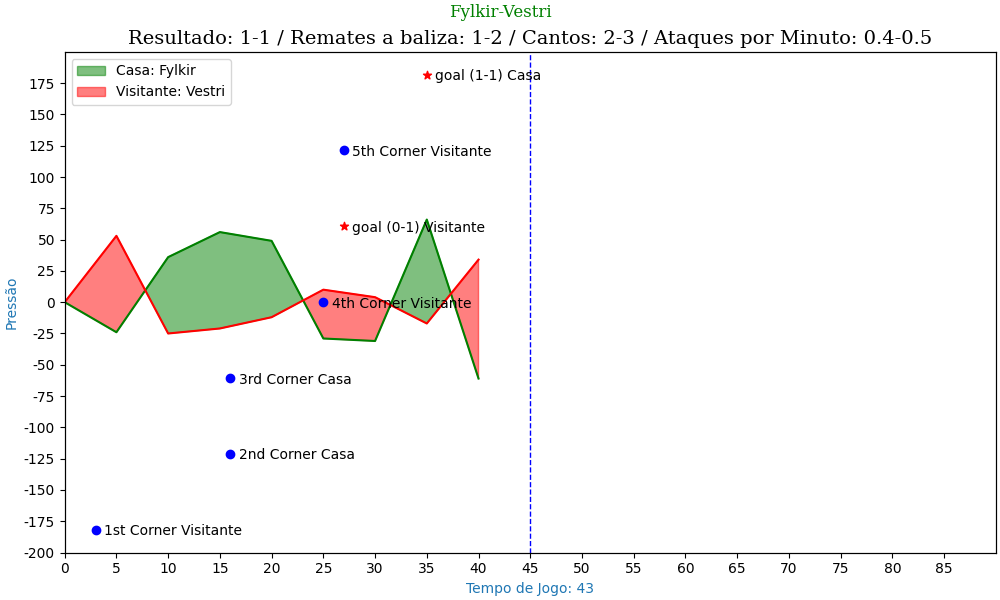 Fylkir-Vestri
Resultado: 1-1 / Remates a baliza: 1-2 / Cantos: 2-3 / Ataques por Minuto: 0.4-0.5
Casa: Fylkir
Visitante: Vestri
goal (1-1) Casa
5th Corner Visitante
goal (0-1) Visitante
4th Corner Visitante
3rd Corner Casa
2nd Corner Casa
1st Corner Visitante
Pressão
175
150
125
100
75
50
25
0
-25
-50
-75
-100
-125
-150
-175
-200
0 5 10 15 20 25 30 35 40 45 50 55 60 65 70 75 80 85
Tempo de Jogo: 43